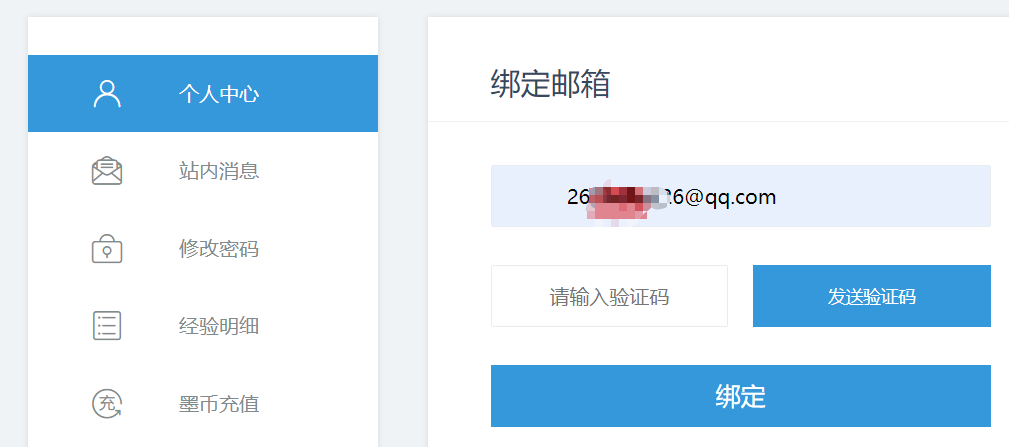 个人中心
站内消息
修改密码
经验明细
充
墨币充值
绑定邮箱
26 26@qq.com
请输入验证码
发送验证码
绑定